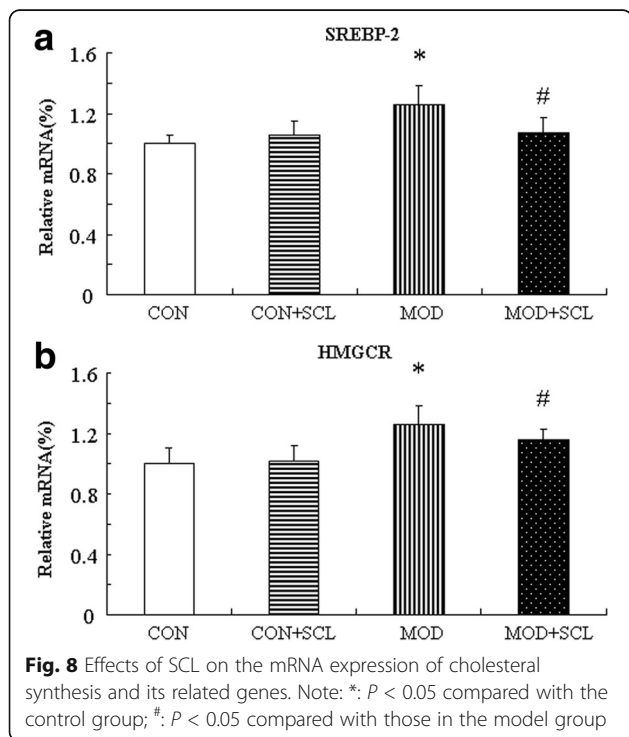 a
SREBP-2
Relative mRNA(%)
1.6
1.2
0.8
0.4
0
*
#
CON CON+SCL MOD MOD+SCL
b
HMGCR
Relative mRNA(%)
1.6
1.2
0.8
0.4
0
*
#
CON CON+SCL MOD MOD+SCL
Fig. 8 Effects of SCL on the mRNA expression of cholesteral
synthesis and its related genes. Note: *: P < 0.05 compared with the
control group; #: P < 0.05 compared with those in the model group